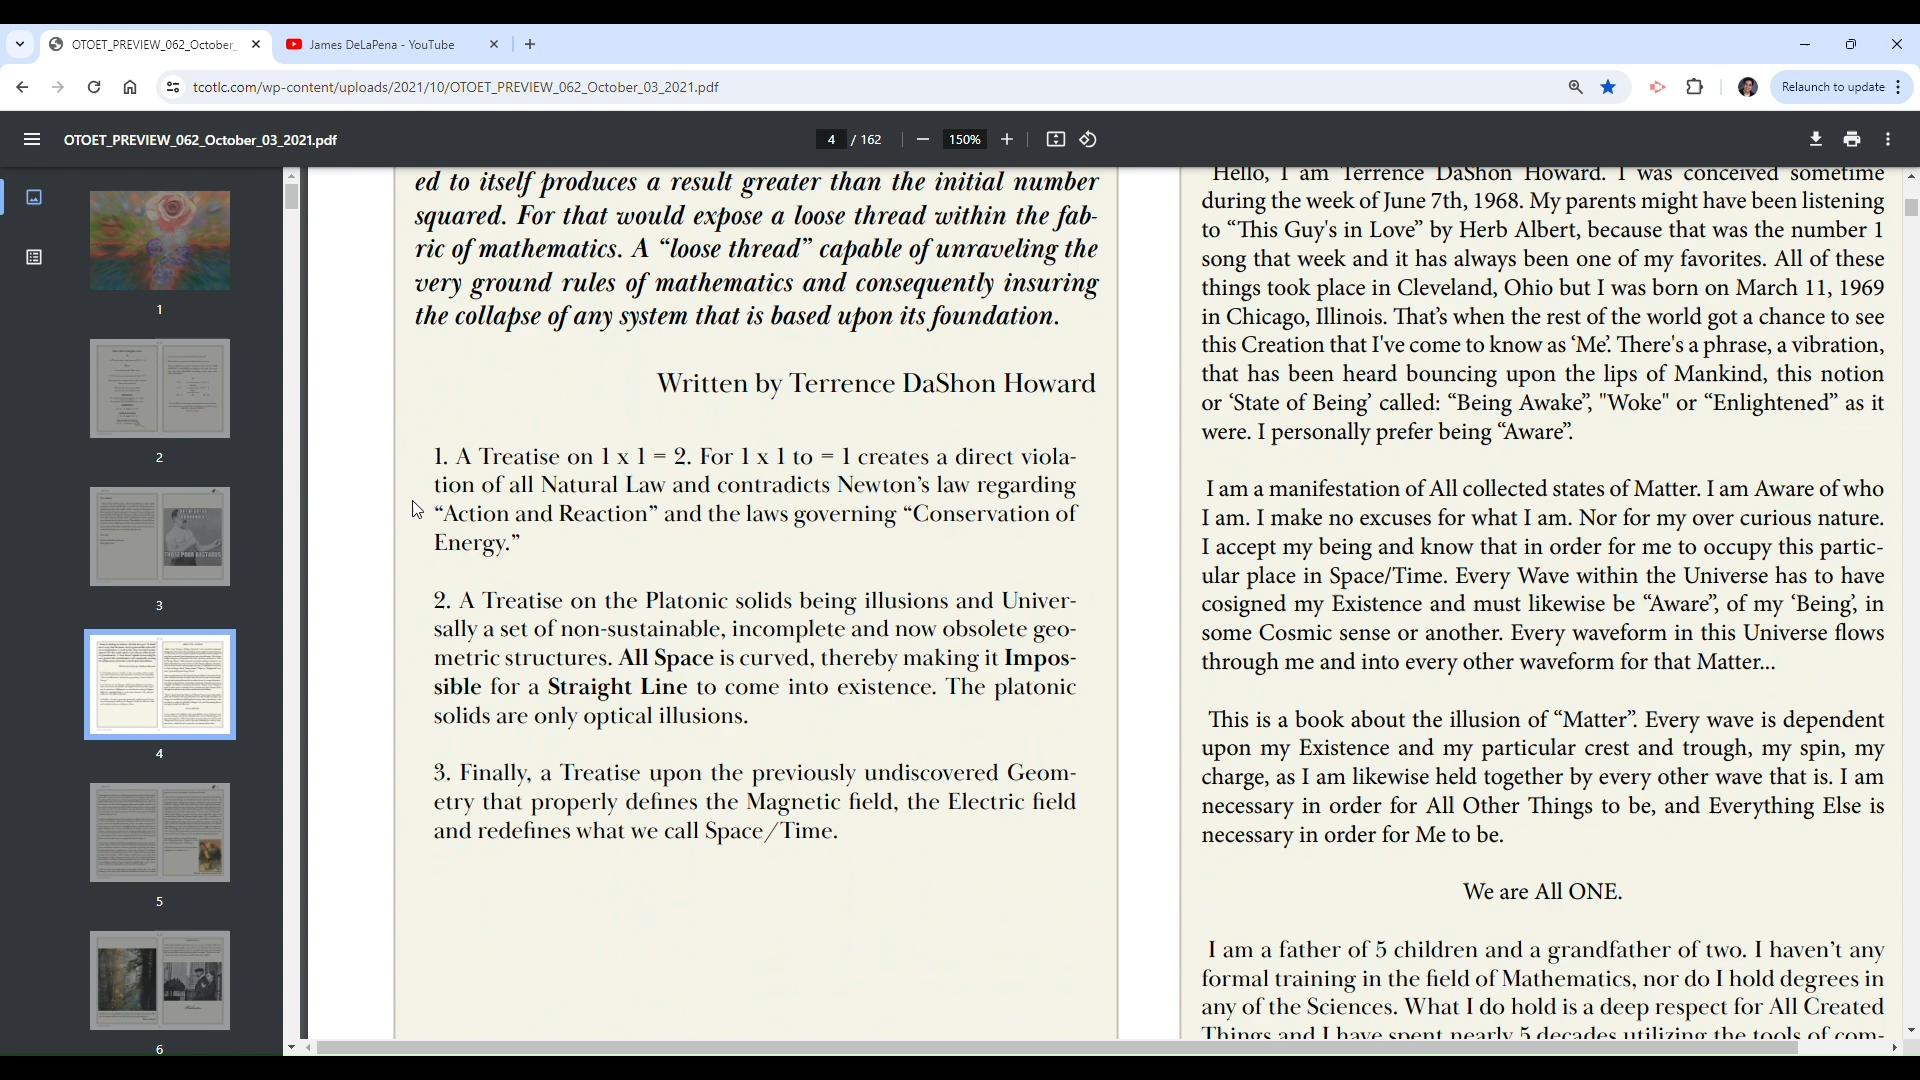 OTOET_PREVIEW_062_October_
James DeLaPena - YouTube
tcotlc.com/wp-content/uploads/2021/10/OTOET_PREVIEW_062_October_03_2021.pdf
Relaunch to update
OTOET_PREVIEW_062_October_03_2021.pdf
4 / 162
150%
1
2
3
4
5
6
THOSE POOR BASTARDS
ed to itself produces a result greater than the initial number
squared. For that would expose a loose thread within the fab-
ric of mathematics. A “loose thread” capable of unraveling the
very ground rules of mathematics and consequently insuring
the collapse of any system that is based upon its foundation.
Written by Terrence DaShon Howard
1. A Treatise on 1 x 1 = 2. For 1 x 1 to = 1 creates a direct viola-
tion of all Natural Law and contradicts Newton’s law regarding
“Action and Reaction” and the laws governing “Conservation of
Energy.”
2. A Treatise on the Platonic solids being illusions and Univer-
sally a set of non-sustainable, incomplete and now obsolete geo-
metric structures. All Space is curved, thereby making it Impos-
sible for a Straight Line to come into existence. The platonic
solids are only optical illusions.
3. Finally, a Treatise upon the previously undiscovered Geom-
etry that properly defines the Magnetic field, the Electric field
and redefines what we call Space/Time.
Hello, I am Terrence DaShon Howard. I was conceived sometime
during the week of June 7th, 1968. My parents might have been listening
to “This Guy's in Love” by Herb Albert, because that was the number 1
song that week and it has always been one of my favorites. All of these
things took place in Cleveland, Ohio but I was born on March 11, 1969
in Chicago, Illinois. That’s when the rest of the world got a chance to see
this Creation that I've come to know as ‘Me’. There's a phrase, a vibration,
that has been heard bouncing upon the lips of Mankind, this notion
or ‘State of Being’ called: “Being Awake”, "Woke" or “Enlightened” as it
were. I personally prefer being “Aware”.
I am a manifestation of All collected states of Matter. I am Aware of who
I am. I make no excuses for what I am. Nor for my over curious nature.
I accept my being and know that in order for me to occupy this partic-
ular place in Space/Time. Every Wave within the Universe has to have
cosigned my Existence and must likewise be “Aware”, of my ‘Being’, in
some Cosmic sense or another. Every waveform in this Universe flows
through me and into every other waveform for that Matter...
This is a book about the illusion of “Matter”. Every wave is dependent
upon my Existence and my particular crest and trough, my spin, my
charge, as I am likewise held together by every other wave that is. I am
necessary in order for All Other Things to be, and Everything Else is
necessary in order for Me to be.
We are All ONE.
I am a father of 5 children and a grandfather of two. I haven’t any
formal training in the field of Mathematics, nor do I hold degrees in
any of the Sciences. What I do hold is a deep respect for All Created
Things and I have spent nearly 5 decades utilizing the tools of com-